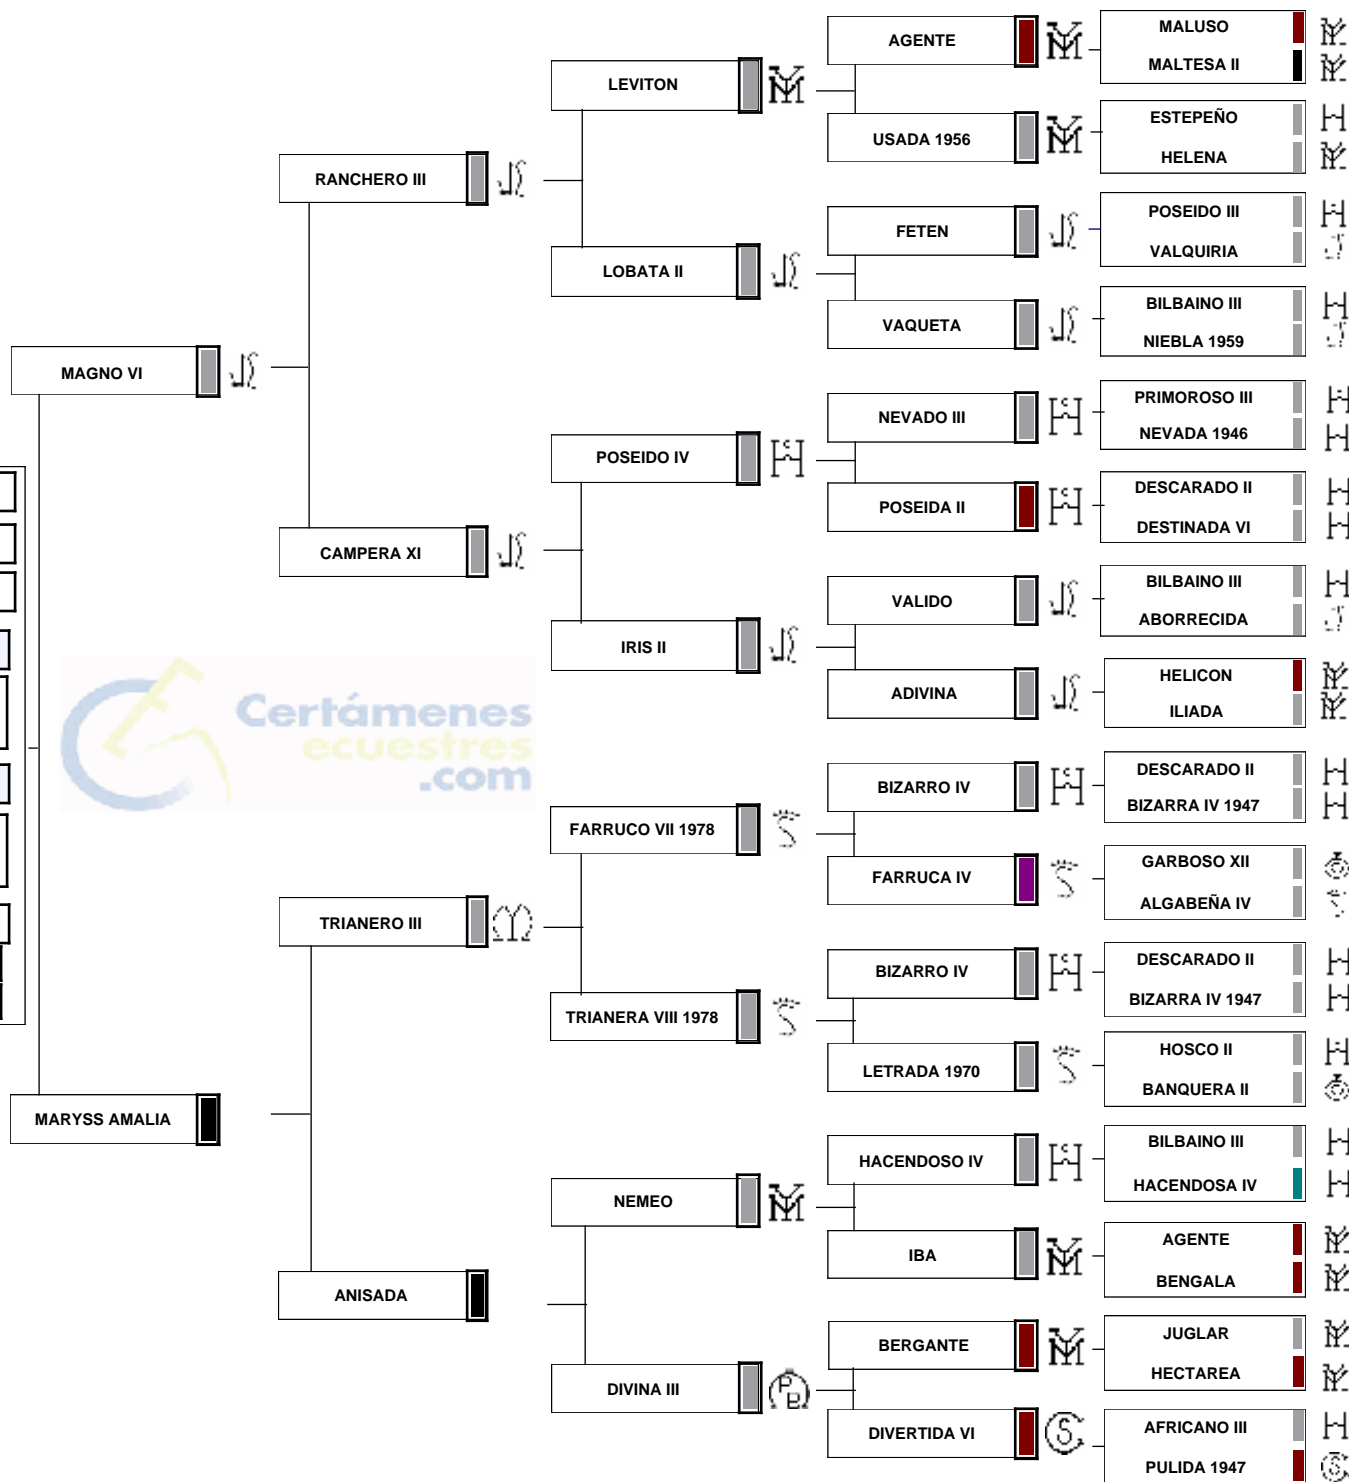 MAGNO VI
MARYSS AMALIA
RANCHERO III
CAMPERA XI
TRIANERO III
ANISADA
LEVITON
LOBATA II
POSEIDO IV
IRIS II
FARRUCO VII 1978
TRIANERA VIII 1978
NEMEO
DIVINA III
AGENTE
USADA 1956
FETEN
VAQUETA
NEVADO III
POSEIDA II
VALIDO
ADIVINA
BIZARRO IV
FARRUCA IV
BIZARRO IV
LETRADA 1970
HACENDOSO IV
IBA
BERGANTE
DIVERTIDA VI
MALUSO
MALTESA II
ESTEPEÑO
HELENA
POSEIDO III
VALQUIRIA
BILBAINO III
NIEBLA 1959
PRIMOROSO III
NEVADA 1946
DESCARADO II
DESTINADA VI
BILBAINO III
ABORRECIDA
HELICON
ILIADA
DESCARADO II
BIZARRA IV 1947
GARBOSO XII
ALGABEÑA IV
DESCARADO II
BIZARRA IV 1947
HOSCO II
BANQUERA II
BILBAINO III
HACENDOSA IV
AGENTE
BENGALA
JUGLAR
HECTAREA
AFRICANO III
PULIDA 1947
Certámenes
ecuestres
.com